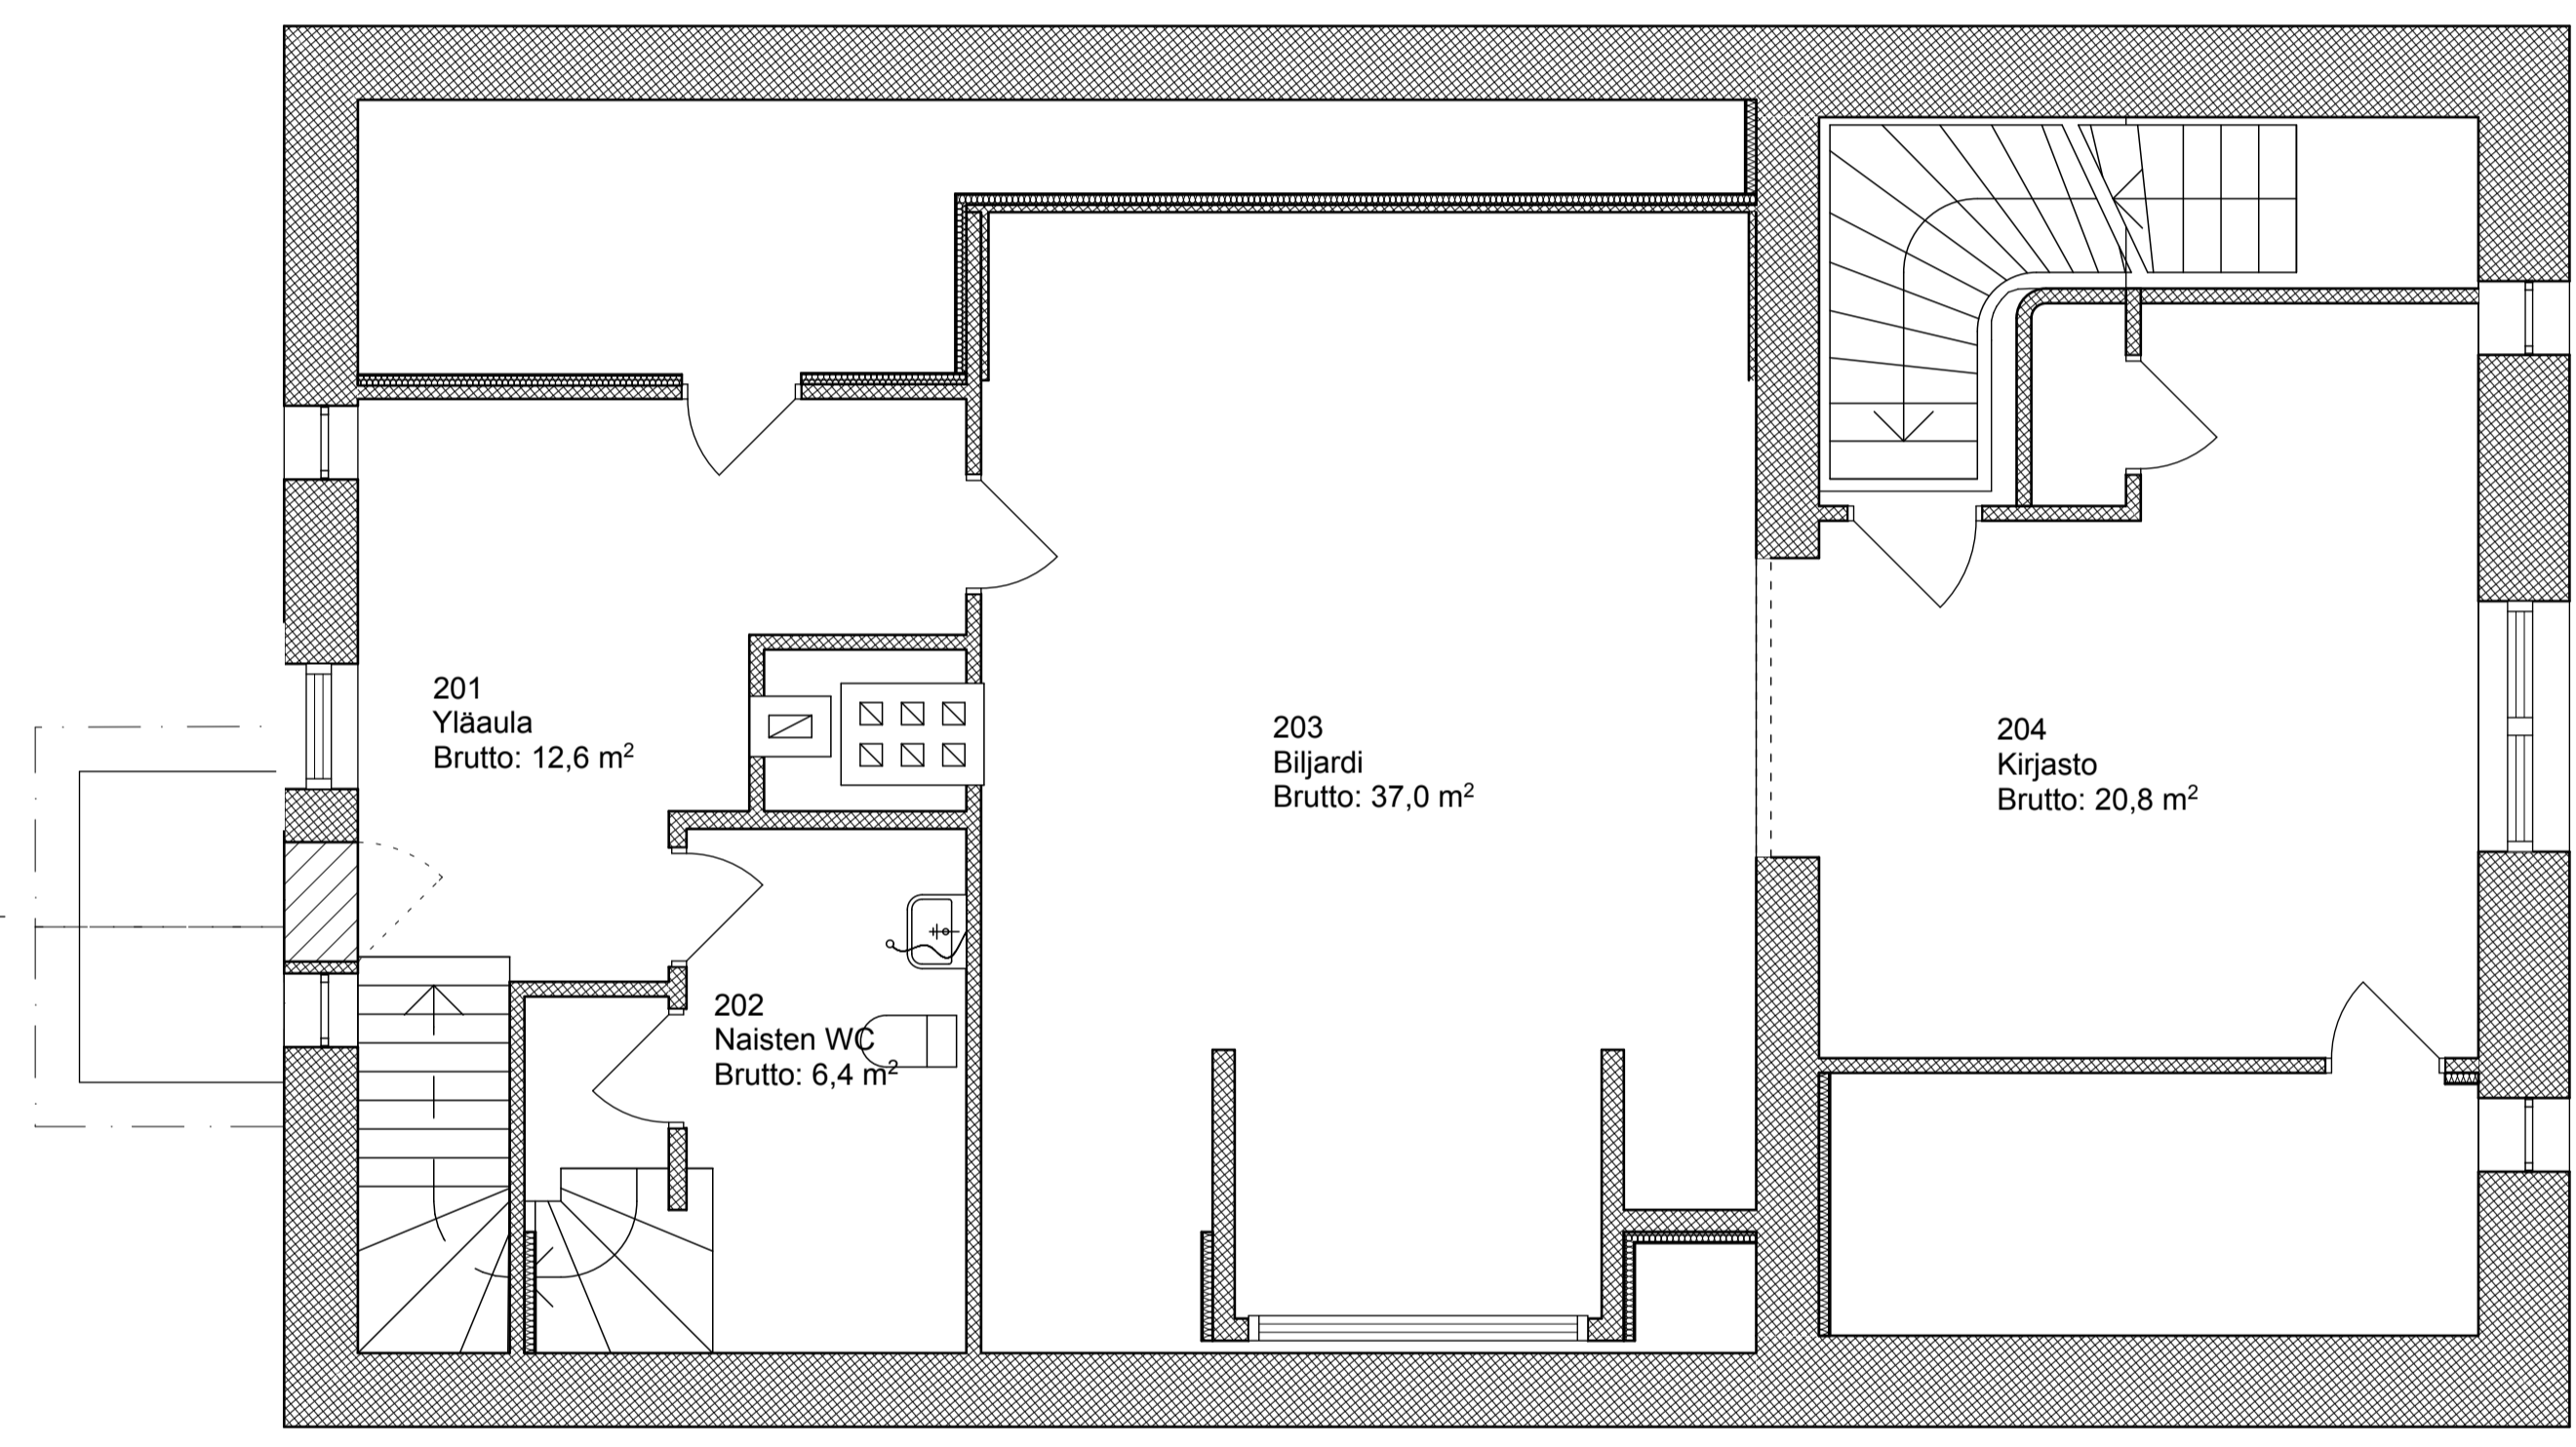 201
Yläaula
Brutto: 12,6 m²
202
Naisten WC
Brutto: 6,4 m²
203
Biljardi
Brutto: 37,0 m²
204
Kirjasto
Brutto: 20,8 m²